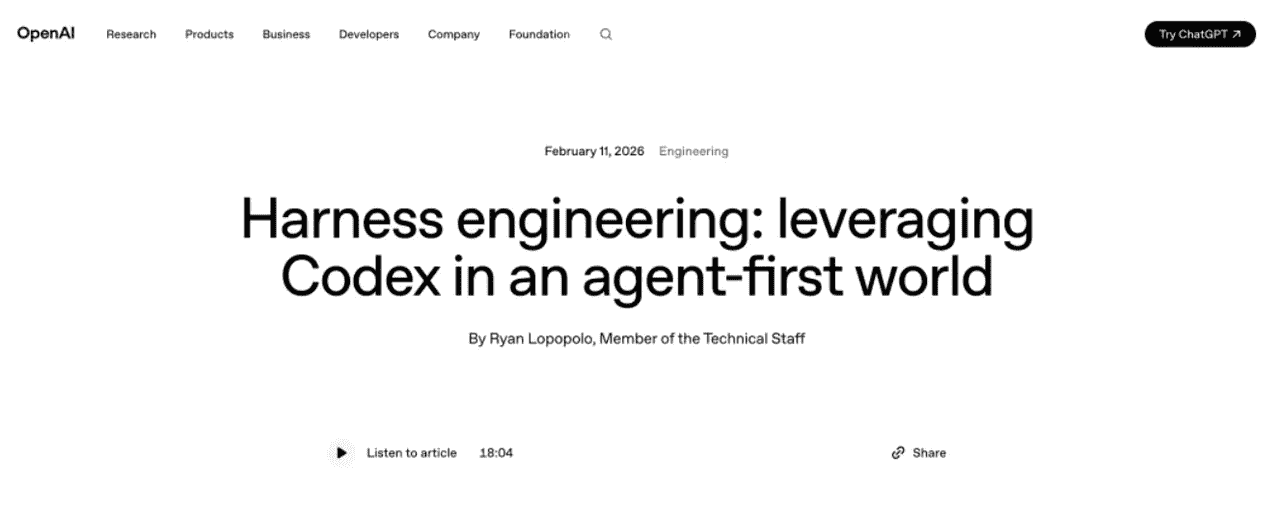 OpenAI Research Products Business Developers Company Foundation Try ChatGPT ↗
February 11, 2026 Engineering
Harness engineering: leveraging
Codex in an agent-first world
By Ryan Lopopolo, Member of the Technical Staff
Listen to article 18:04 Share